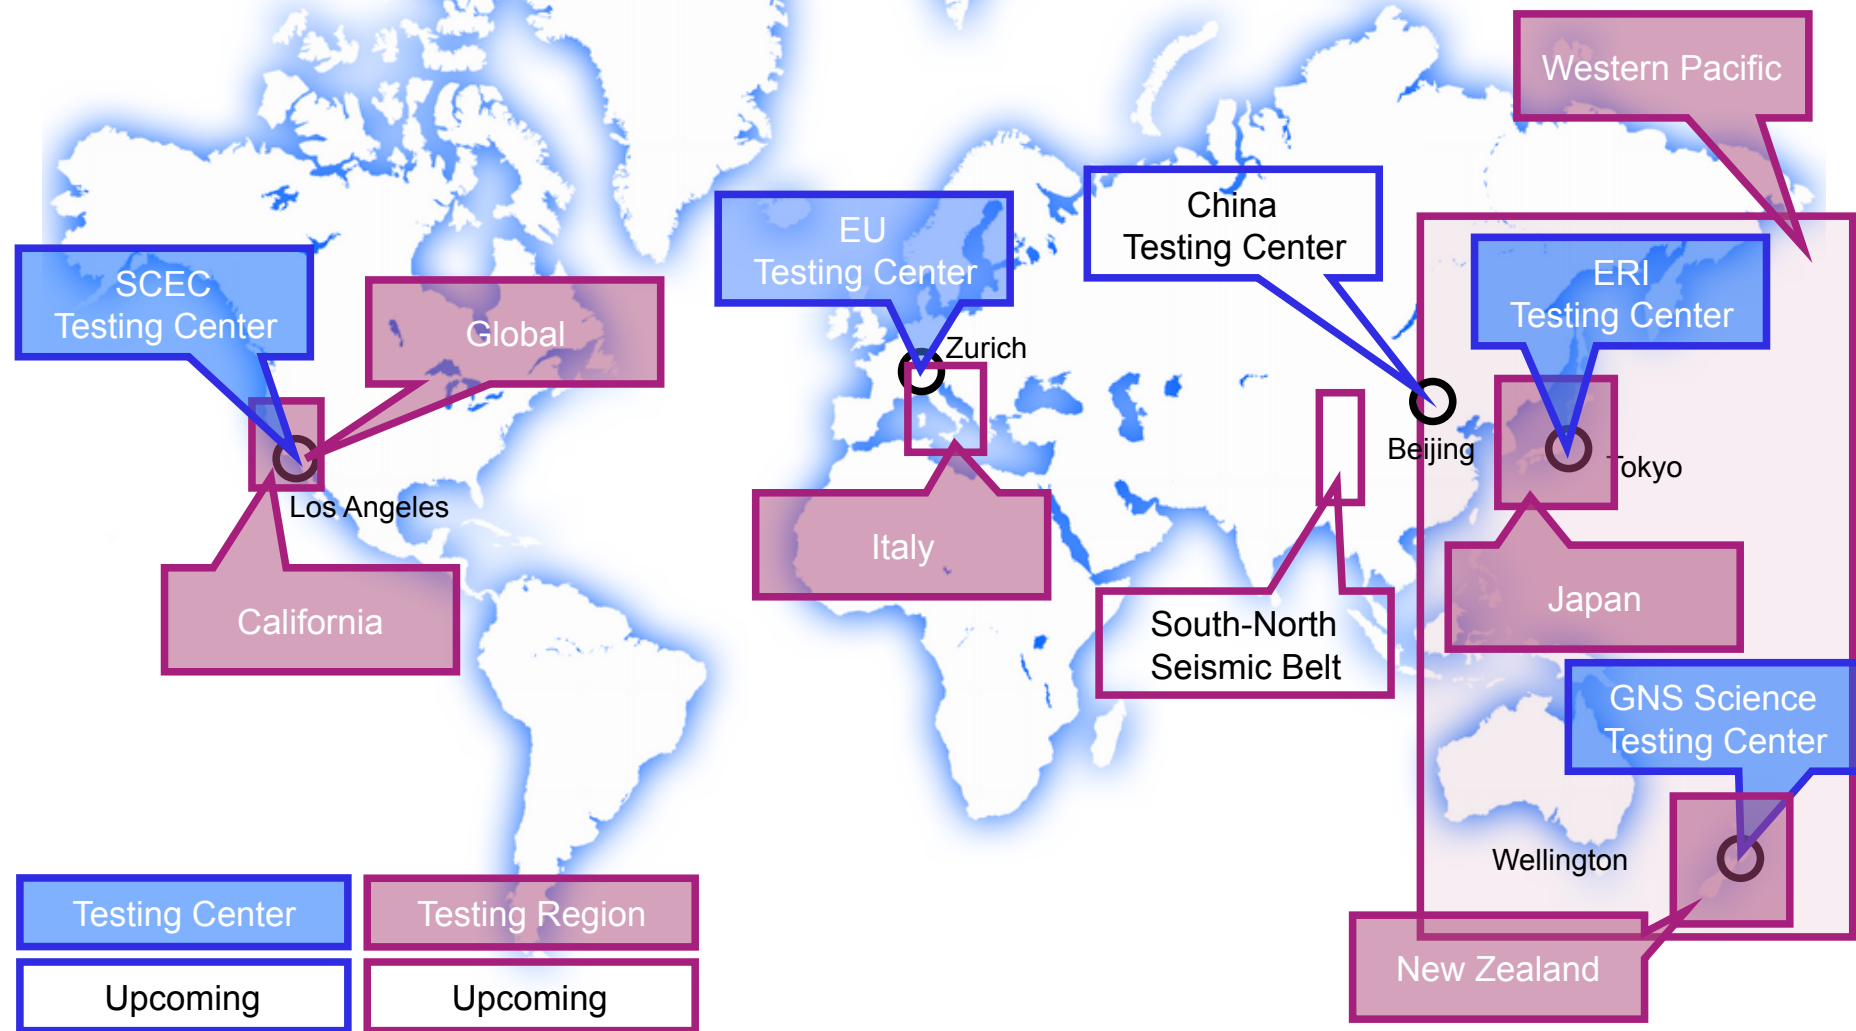 Western Pacific
China
Testing Center
EU
Testing Center
SCEC
Testing Center
ERI
Testing Center
Global
Zurich
Beijing
Tokyo
Los Angeles
Italy
California
South-North
Seismic Belt
Japan
GNS Science
Testing Center
Wellington
New Zealand
Testing Center
Testing Region
Upcoming
Upcoming